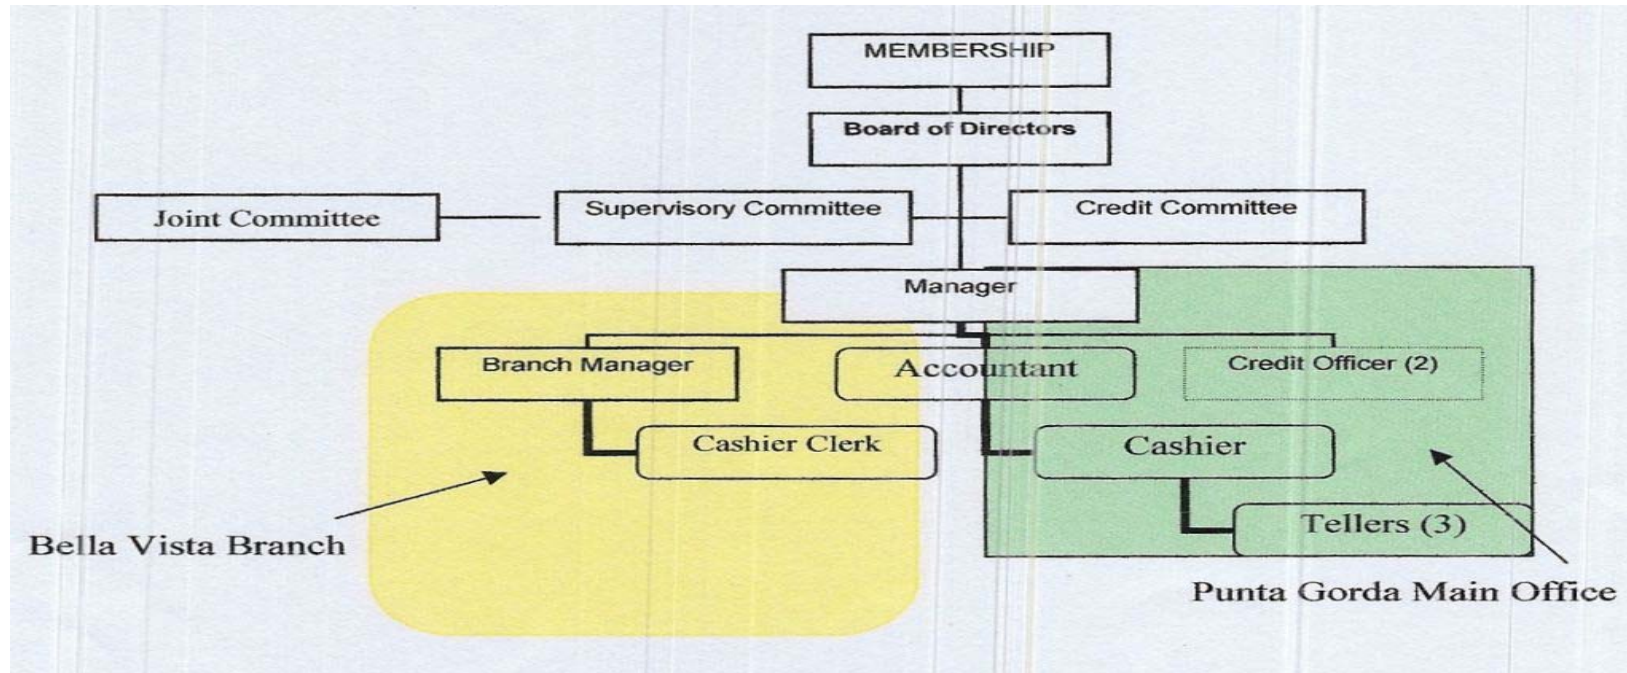 MEMBERSHIP
Board of Directors
Joint Committee
Supervisory Committee
Credit Committee
Manager
Branch Manager
Accountant
Credit Officer (2)
Cashier Clerk
Cashier
Tellers (3)
Bella Vista Branch
Punta Gorda Main Office